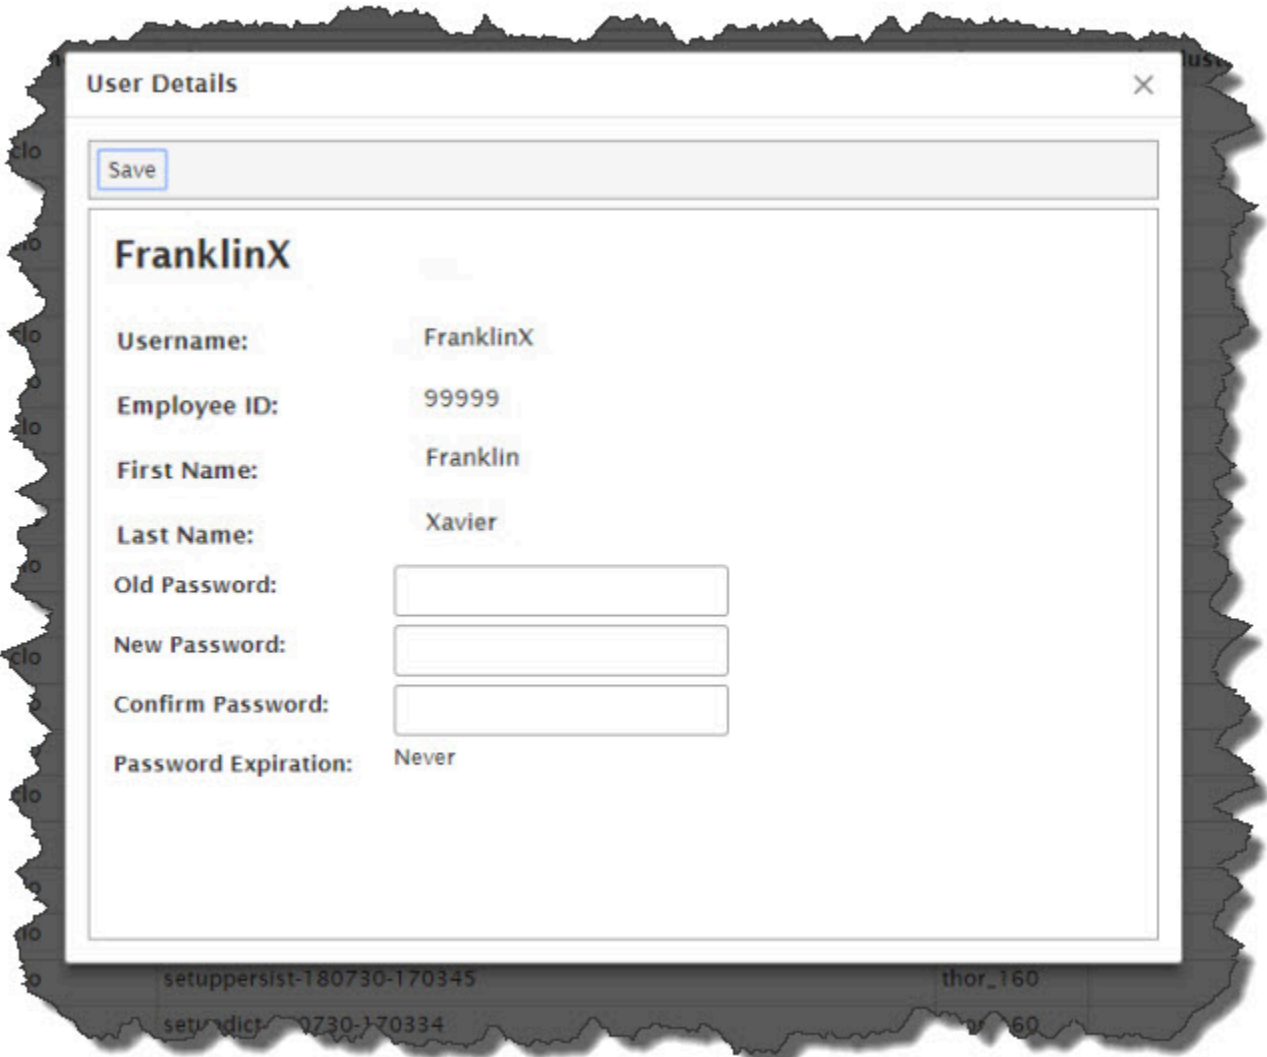 User Details
Save
FranklinX
Username: FranklinX
Employee ID: 99999
First Name: Franklin
Last Name: Xavier
Old Password:
New Password:
Confirm Password:
Password Expiration: Never
setuppersist-180730-170345 thor_160